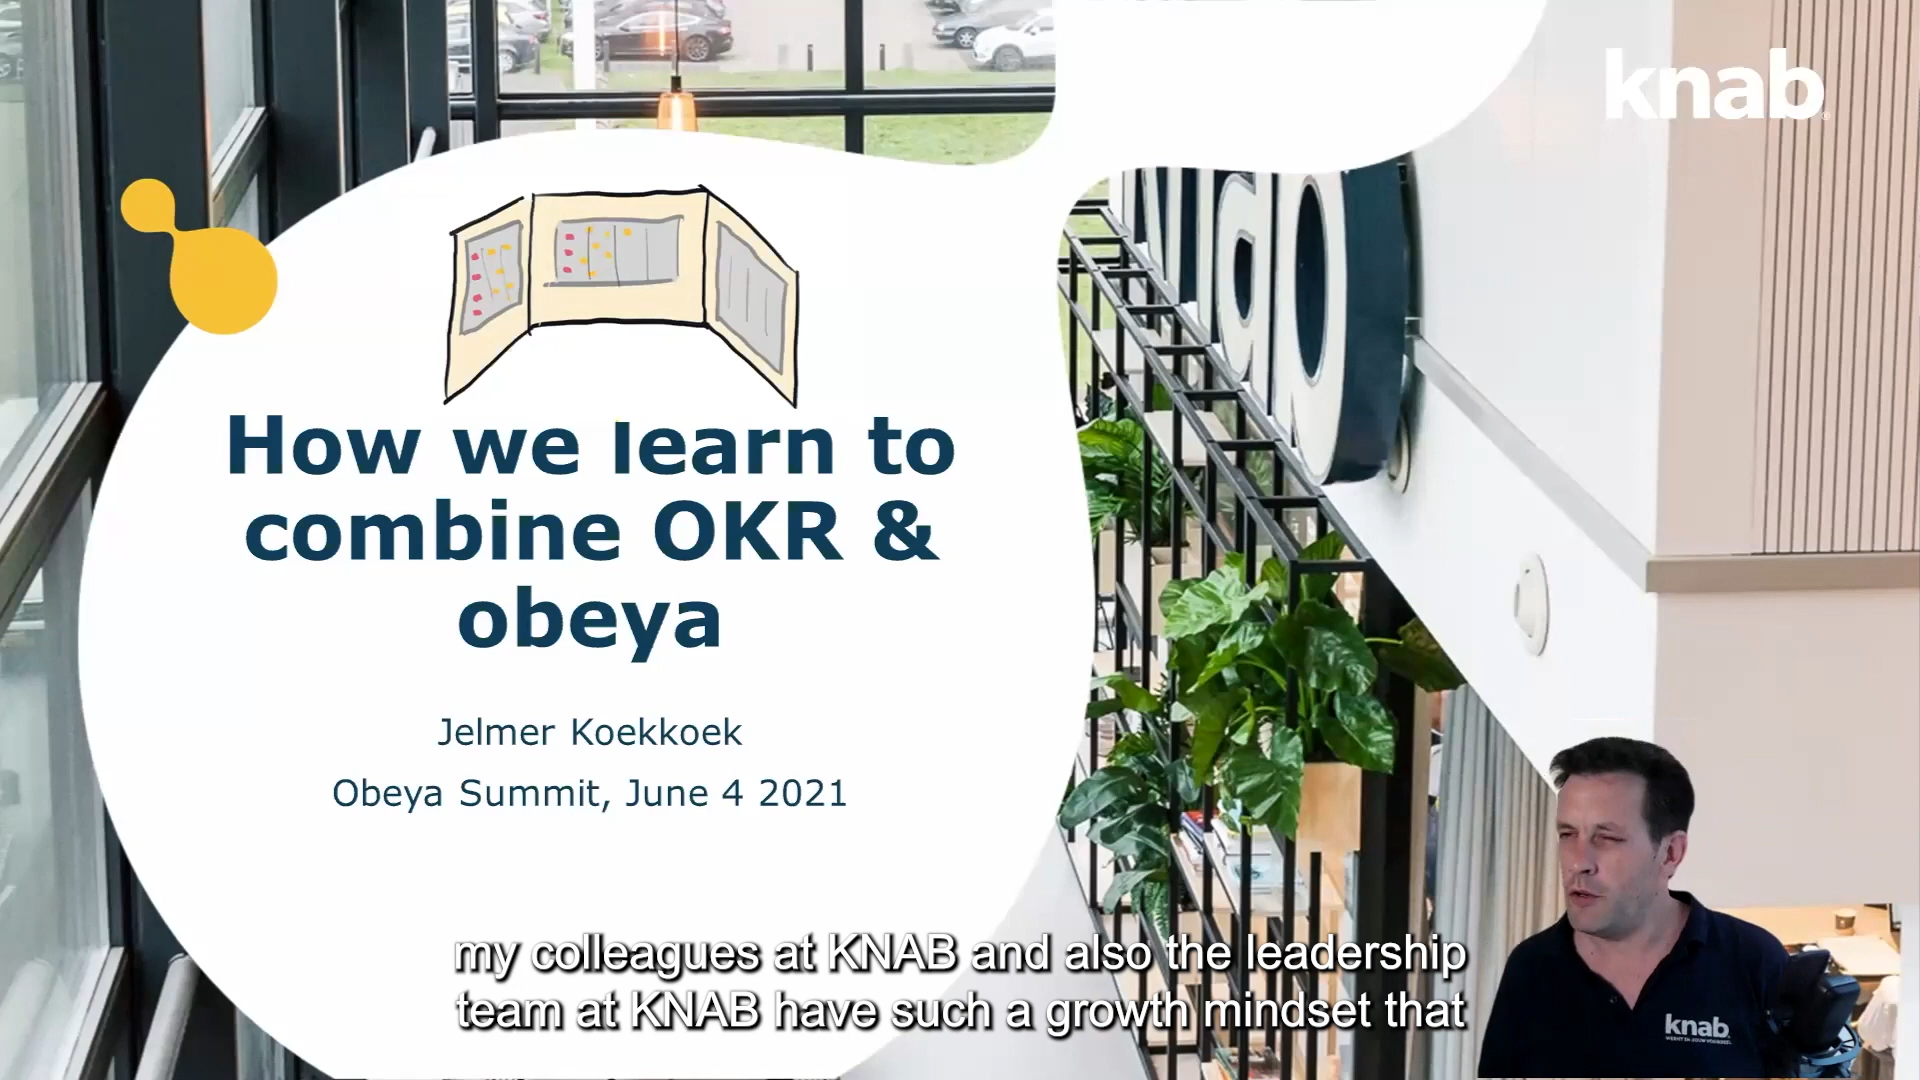 knab
How we learn to
combine OKR &
obeya
Jelmer Koekkoek
Obeya Summit, June 4 2021
my colleagues at KNAB and also the leadership
team at KNAB have such a growth mindset that
knab